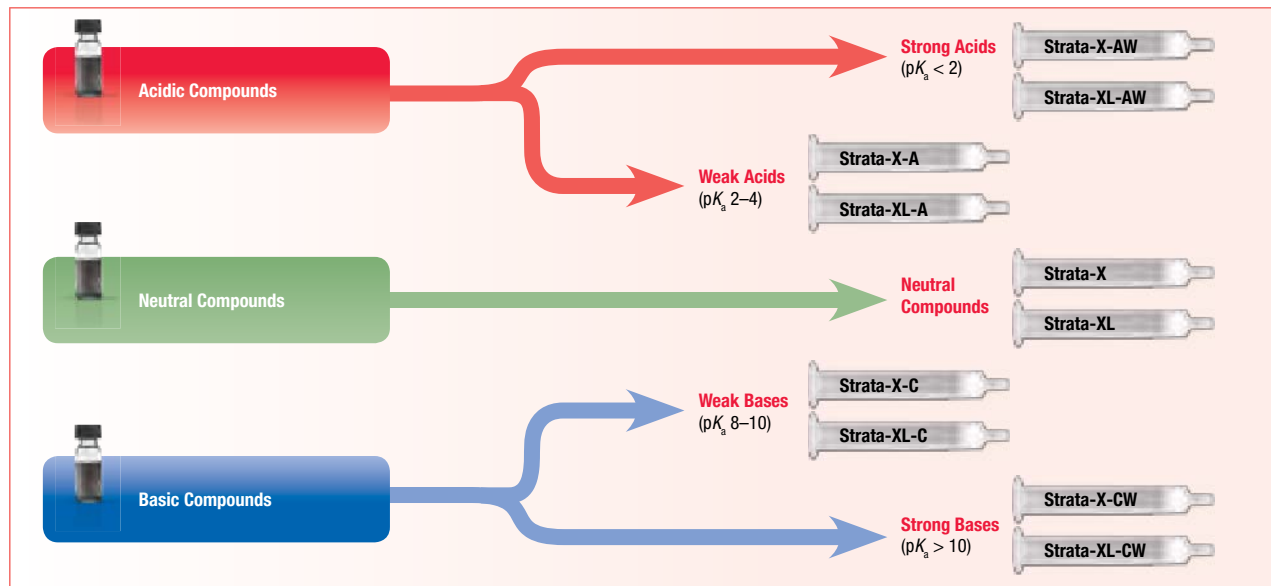 Acidic Compounds
Strong Acids
(pKa < 2)
Strata-X-AW
Strata-XL-AW
Weak Acids
(pKa 2–4)
Strata-X-A
Strata-XL-A
Neutral Compounds
Neutral
Compounds
Strata-X
Strata-XL
Basic Compounds
Weak Bases
(pKa 8–10)
Strata-X-C
Strata-XL-C
Strong Bases
(pKa > 10)
Strata-X-CW
Strata-XL-CW